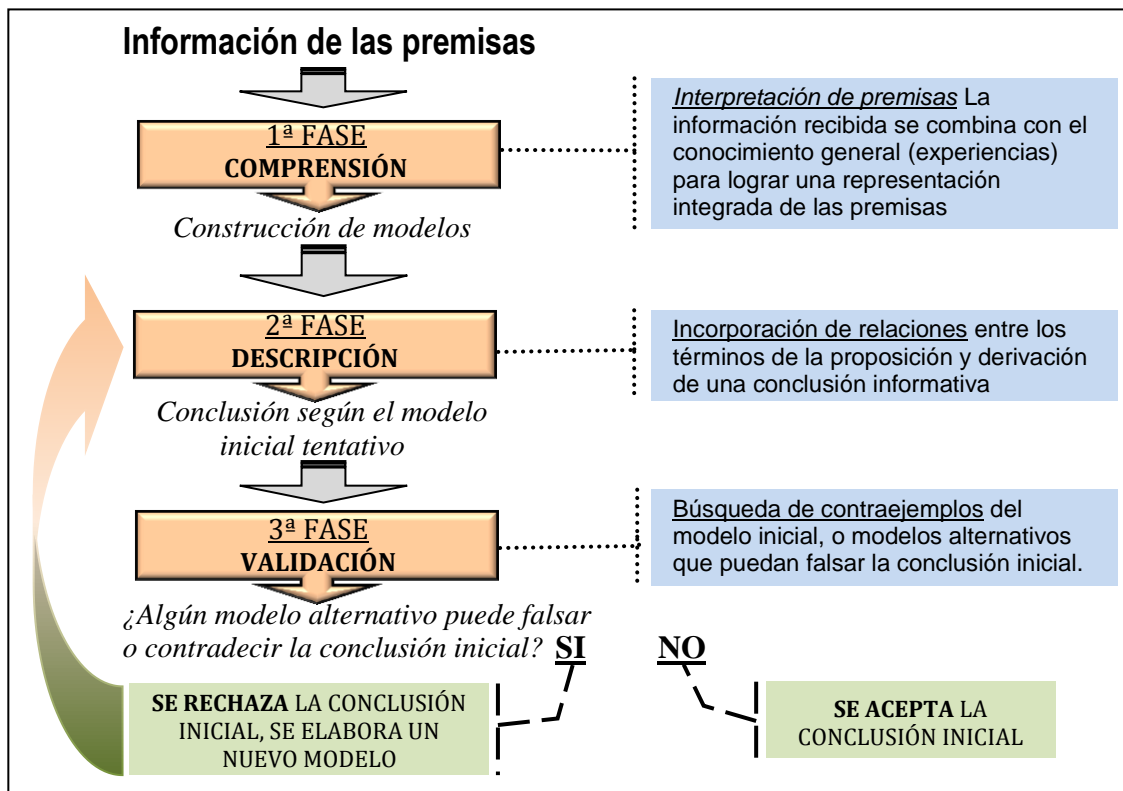 Información de las premisas
1ª FASE
COMPRENSIÓN
Interpretación de premisas La
información recibida se combina con el
conocimiento general (experiencias)
para lograr una representación
integrada de las premisas
Construcción de modelos
2ª FASE
DESCRIPCIÓN
Incorporación de relaciones entre los
términos de la proposición y derivación
de una conclusión informativa
Conclusión según el modelo
inicial tentativo
3ª FASE
VALIDACIÓN
Búsqueda de contraejemplos del
modelo inicial, o modelos alternativos
que puedan falsar la conclusión inicial.
¿Algún modelo alternativo puede falsar
o contradecir la conclusión inicial? SI NO
SE RECHAZA LA CONCLUSIÓN
INICIAL, SE ELABORA UN
NUEVO MODELO
SE ACEPTA LA
CONCLUSIÓN INICIAL